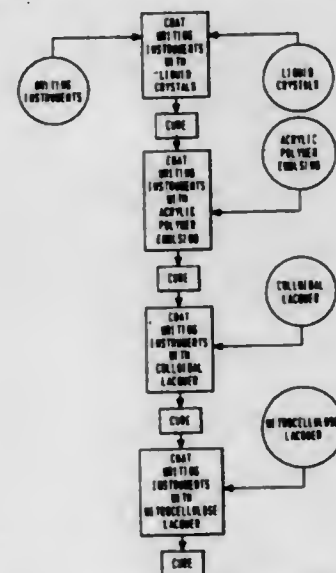 COAT
WRITING
INSTRUMENTS
WITH
LIQUID
CRYSTALS
WRITING
INSTRUMENTS
LIQUID
CRYSTALS
CURE
ACRYLIC
POLYMER
EMULSION
COAT
WRITING
INSTRUMENTS
WITH
ACRYLIC
POLYMER
EMULSION
CURE
COLLOIDAL
LACQUER
COAT
WRITING
INSTRUMENTS
WITH
COLLOIDAL
LACQUER
CURE
NITROCELLULOSE
LACQUER
COAT
WRITING
INSTRUMENTS
WITH
NITROCELLULOSE
LACQUER
CURE